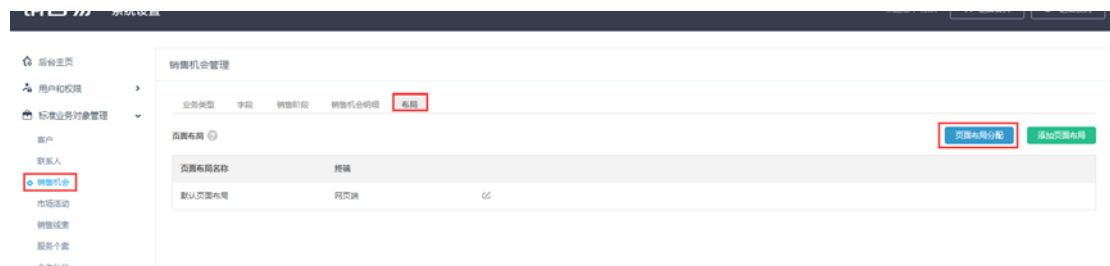 系统设置
后台主页
用户和权限
标准业务对象管理
客户
联系人
销售机会
市场活动
销售线索
服务个案
销售机会管理
业务类型 字段 销售阶段 销售机会明细 布局
页面布局
页面布局分配 添加页面布局
页面布局名称 终端
默认页面布局 网页端